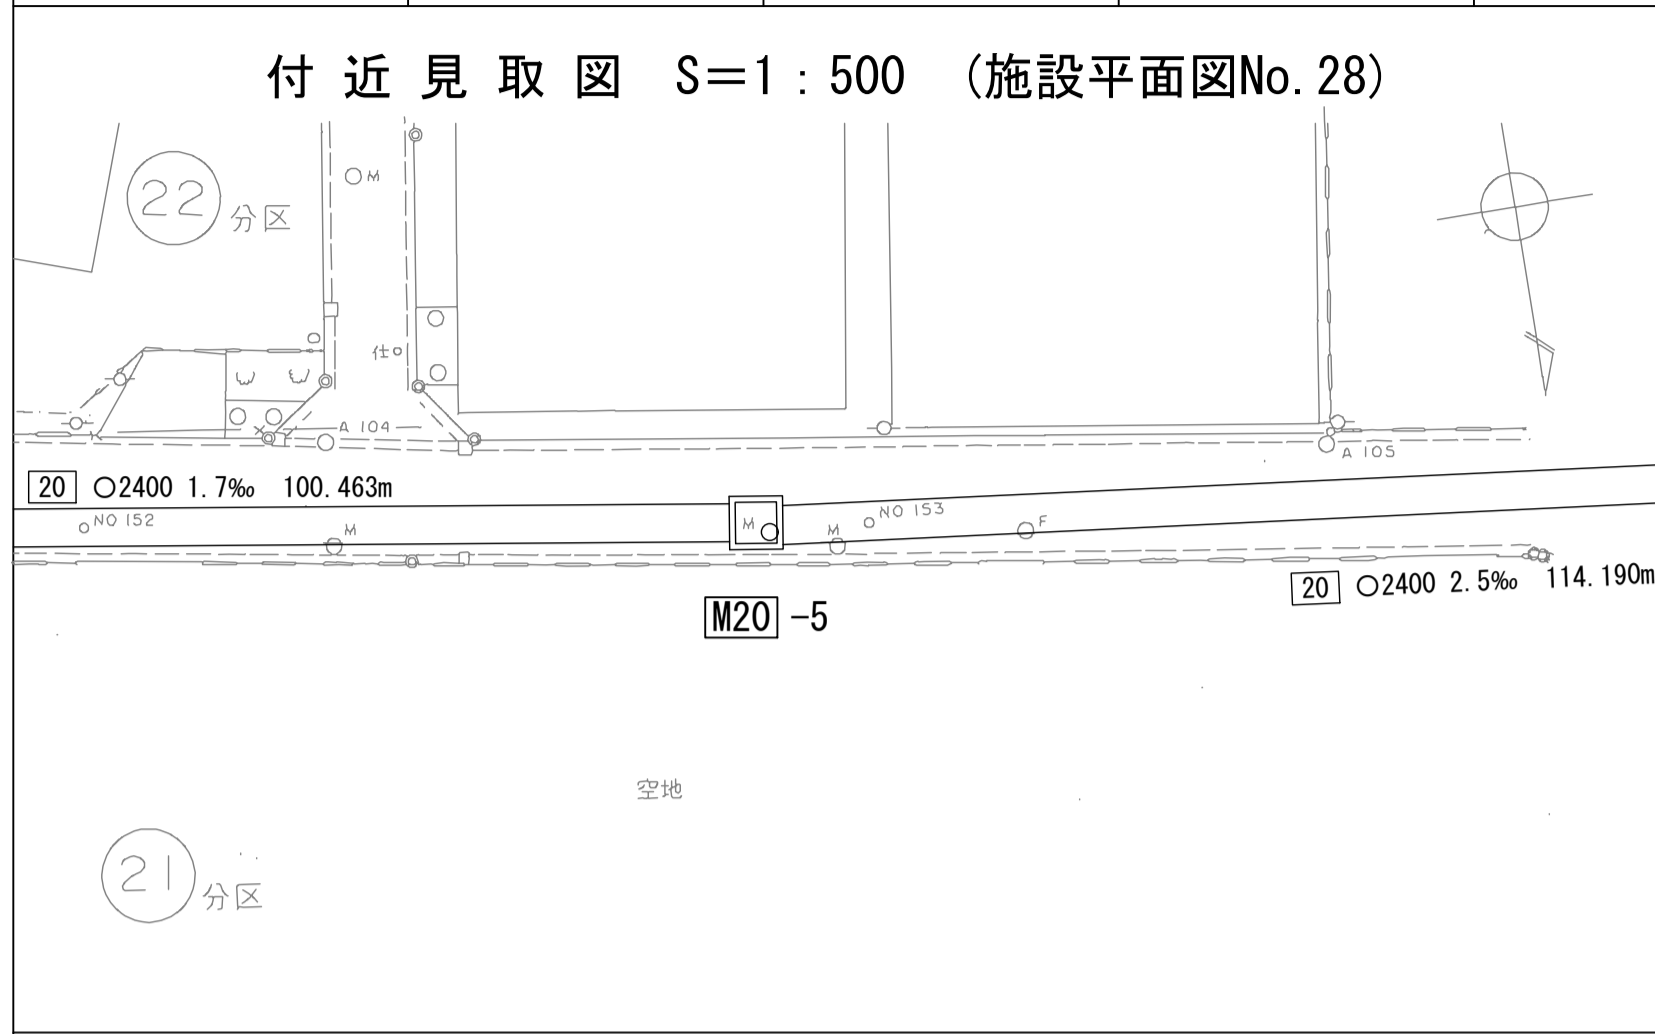 付近見取図 S=1:500 (施設平面図No.28)
M
22 分区
仕
A 104
A 105
20 ○2400 1.7‰ 100.463m
NO 152
M
M
M
NO 153
F
20 ○2400 2.5‰ 114.190m
M20 -5
空地
21 分区